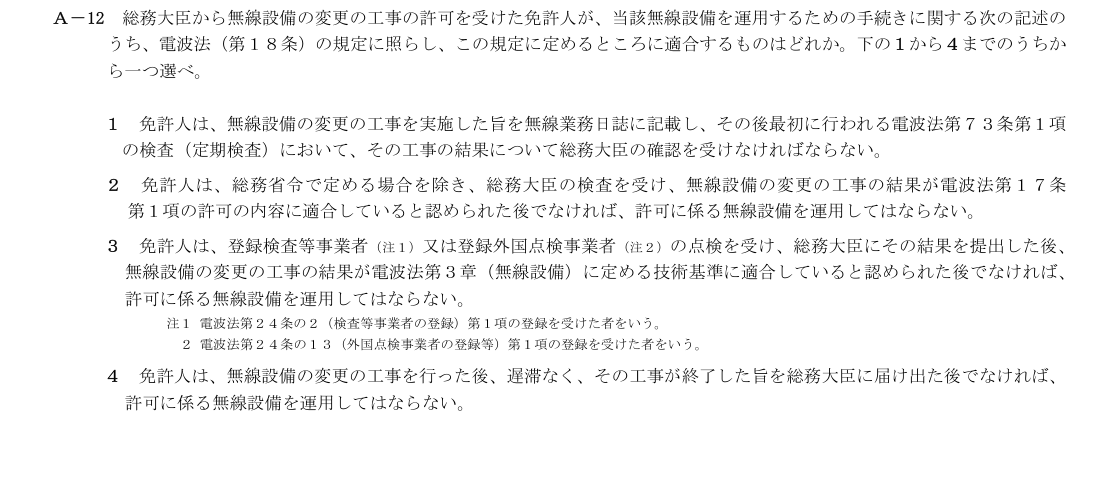 A－12　総務大臣から無線設備の変更の工事の許可を受けた免許人が、当該無線設備を運用するための手続きに関する次の記述の
うち、電波法（第１８条）の規定に照らし、この規定に定めるところに適合するものはどれか。下の１から４までのうちか
ら一つ選べ。
１　免許人は、無線設備の変更の工事を実施した旨を無線業務日誌に記載し、その後最初に行われる電波法第７３条第１項
の検査（定期検査）において、その工事の結果について総務大臣の確認を受けなければならない。
２　免許人は、総務省令で定める場合を除き、総務大臣の検査を受け、無線設備の変更の工事の結果が電波法第１７条
第１項の許可の内容に適合していると認められた後でなければ、許可に係る無線設備を運用してはならない。
３　免許人は、登録検査等事業者（注１）又は登録外国点検事業者（注２）の点検を受け、総務大臣にその結果を提出した後、
無線設備の変更の工事の結果が電波法第３章（無線設備）に定める技術基準に適合していると認められた後でなければ、
許可に係る無線設備を運用してはならない。
注１　電波法第２４条の２（検査等事業者の登録）第１項の登録を受けた者をいう。
２　電波法第２４条の１３（外国点検事業者の登録等）第１項の登録を受けた者をいう。
４　免許人は、無線設備の変更の工事を行った後、遅滞なく、その工事が終了した旨を総務大臣に届け出た後でなければ、
許可に係る無線設備を運用してはならない。